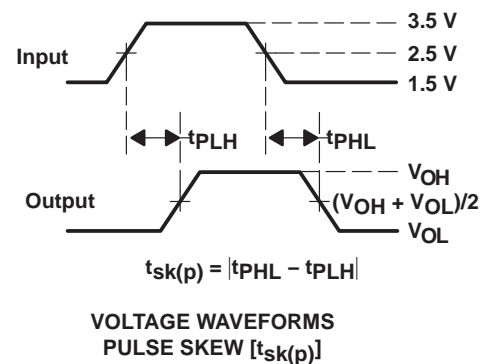 3.5 V
Input
2.5 V
1.5 V
tPLH
tPHL
VOH
Output
(VOH + VOL)/2
VOL
tsk(p) = |tPHL – tPLH|
VOLTAGE WAVEFORMS
PULSE SKEW [tsk(p)]